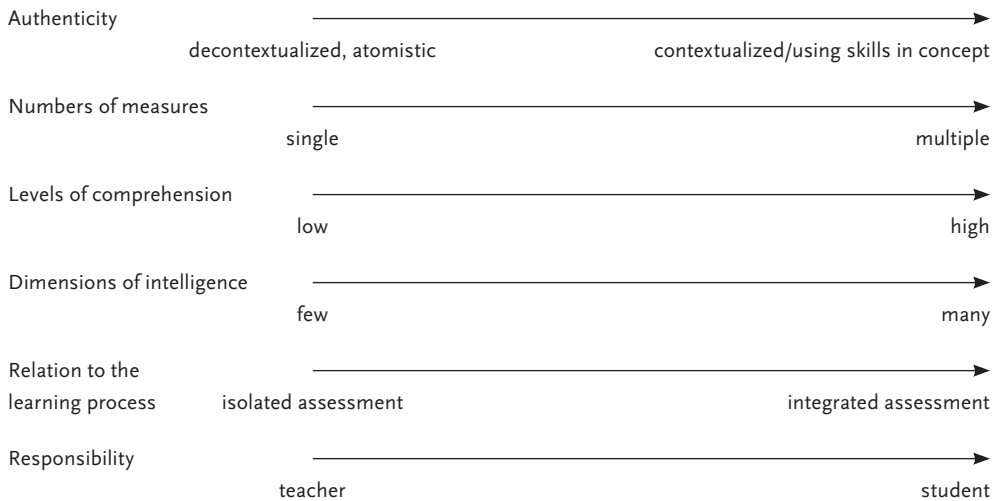 Authenticity
decontextualized, atomistic contextualized/using skills in concept
Numbers of measures
single multiple
Levels of comprehension
low high
Dimensions of intelligence
few many
Relation to the
learning process isolated assessment integrated assessment
Responsibility
teacher student